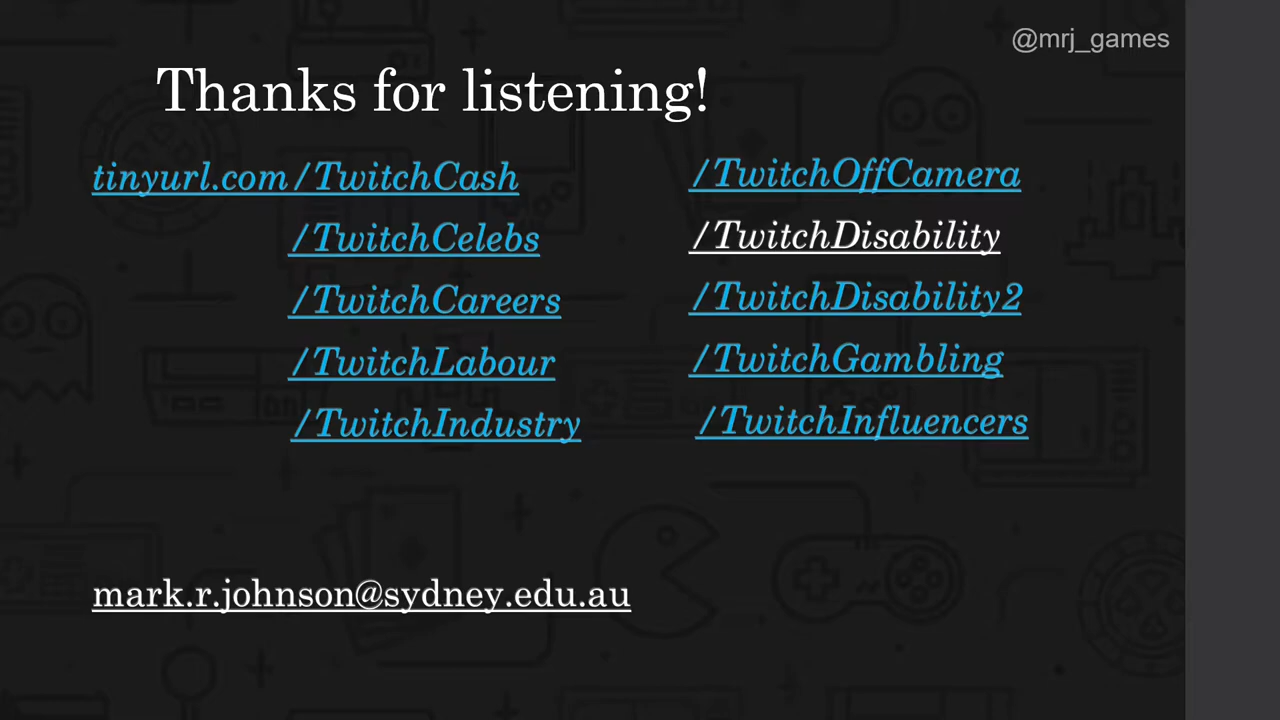 @mrj_games
Thanks for listening!
tinyurl.com/TwitchCash
/TwitchCelebs
/TwitchCareers
/TwitchLabour
/TwitchIndustry
/TwitchOffCamera
/TwitchDisability
/TwitchDisability2
/TwitchGambling
/TwitchInfluencers
mark.r.johnson@sydney.edu.au